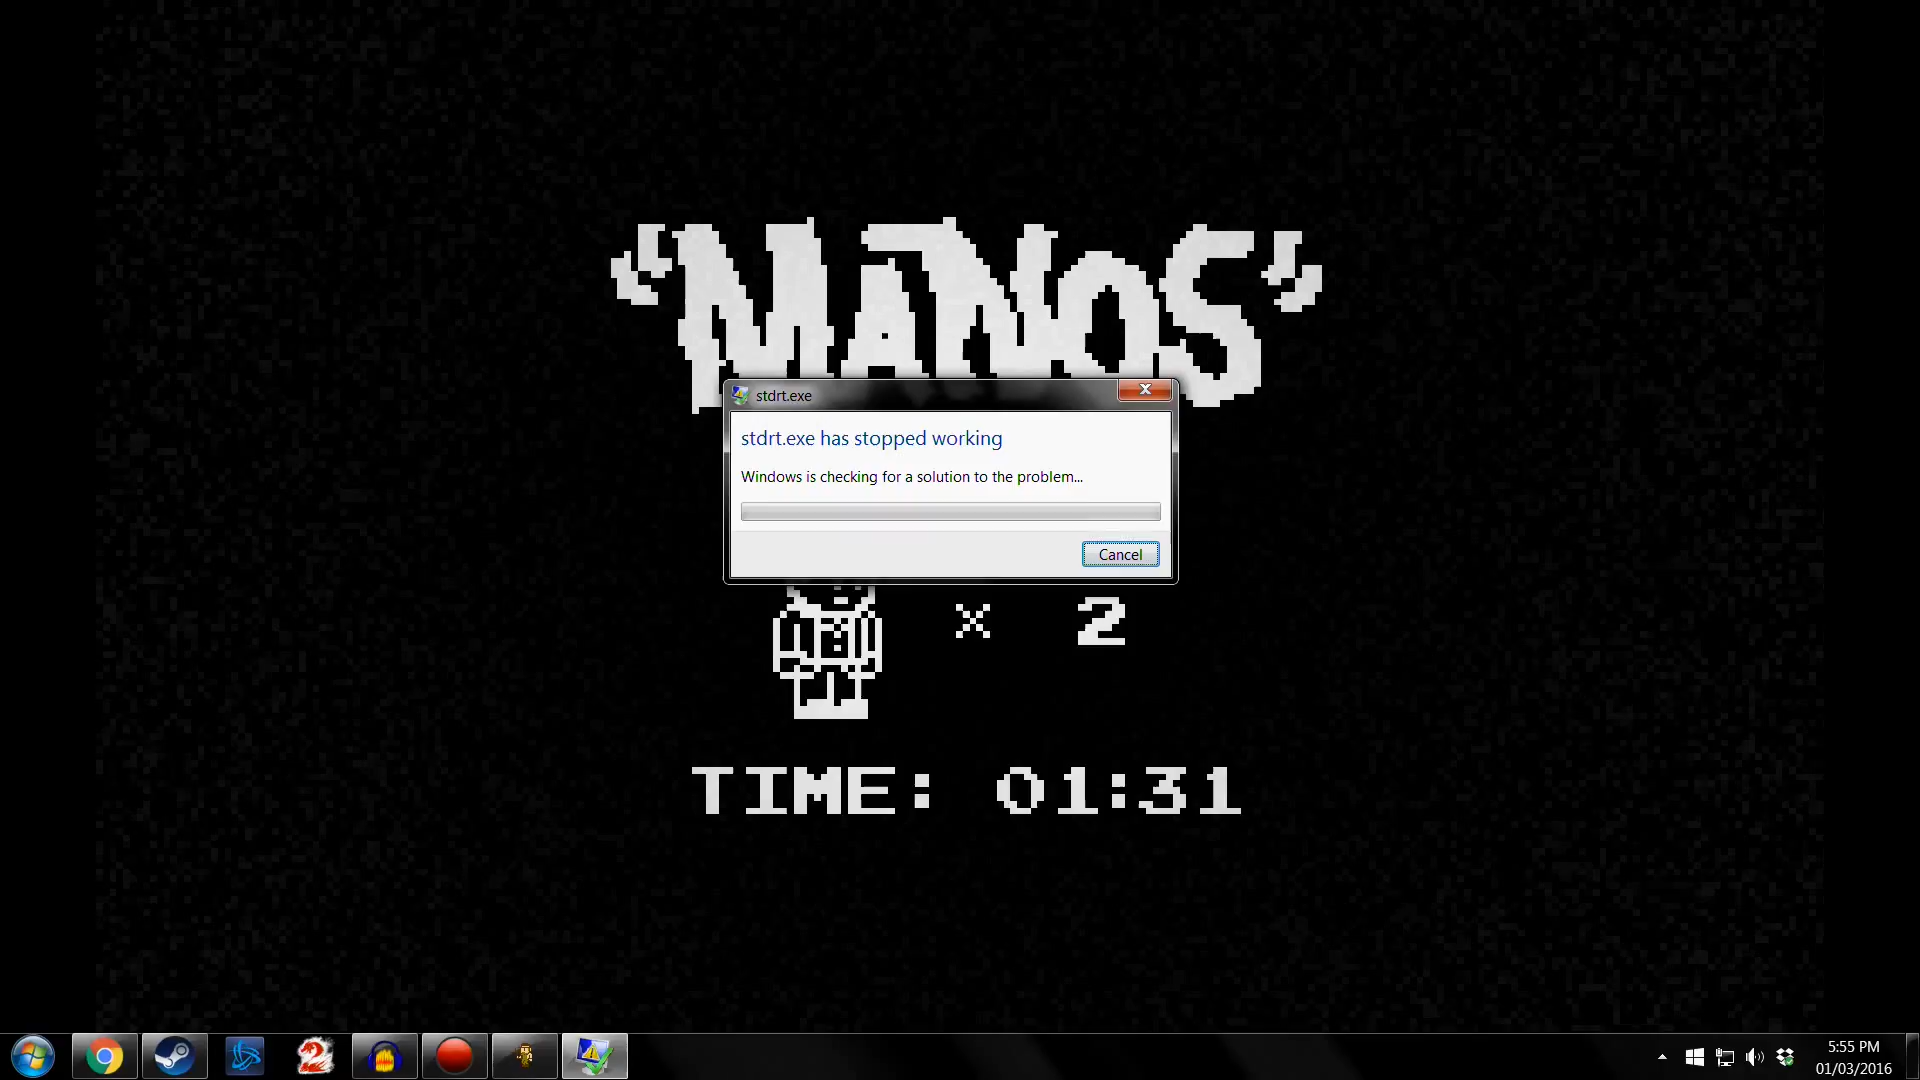 "MANOS"
stdrt.exe
stdrt.exe has stopped working
Windows is checking for a solution to the problem...
Cancel
x 2
TIME: 01:31
5:55 PM
01/03/2016